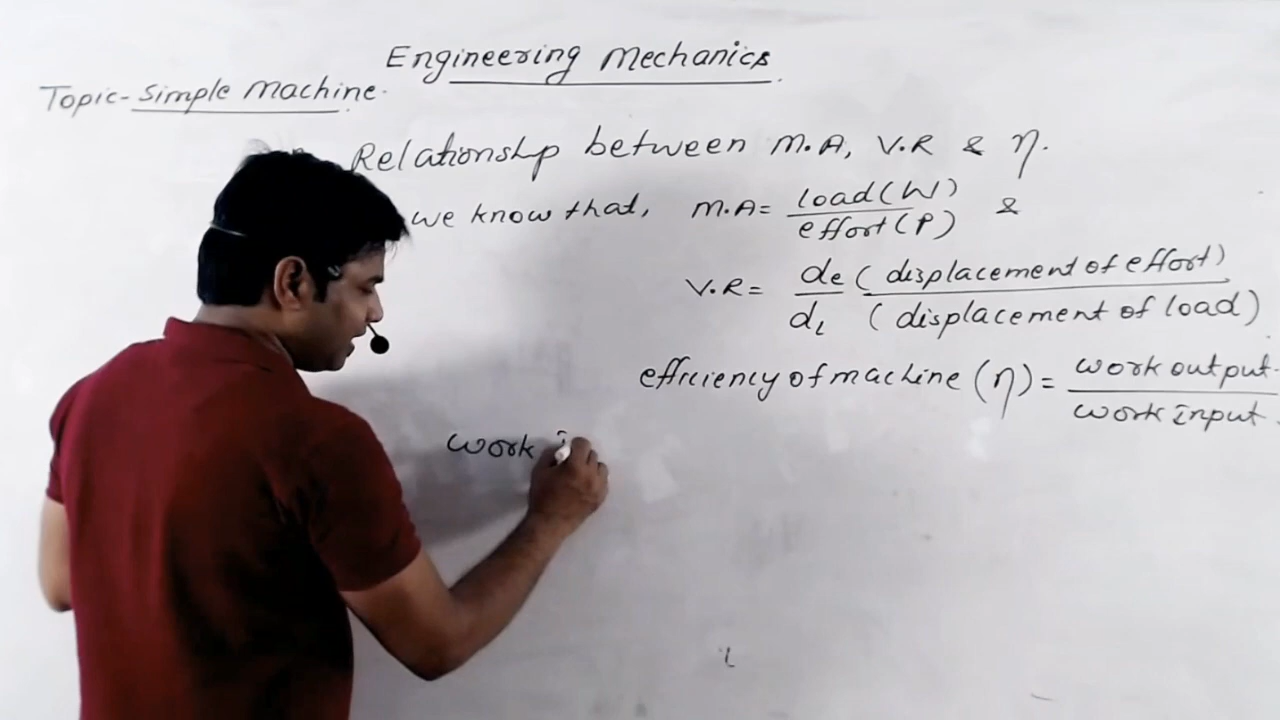 Engineering Mechanics
Topic- Simple Machine.
Relationship between M.A, V.R & η.
we know that, M.A = load(W) / effort(P) &
V.R = de (displacement of effort) / dL (displacement of load)
efficiency of machine (η) = work output / work input.
work i